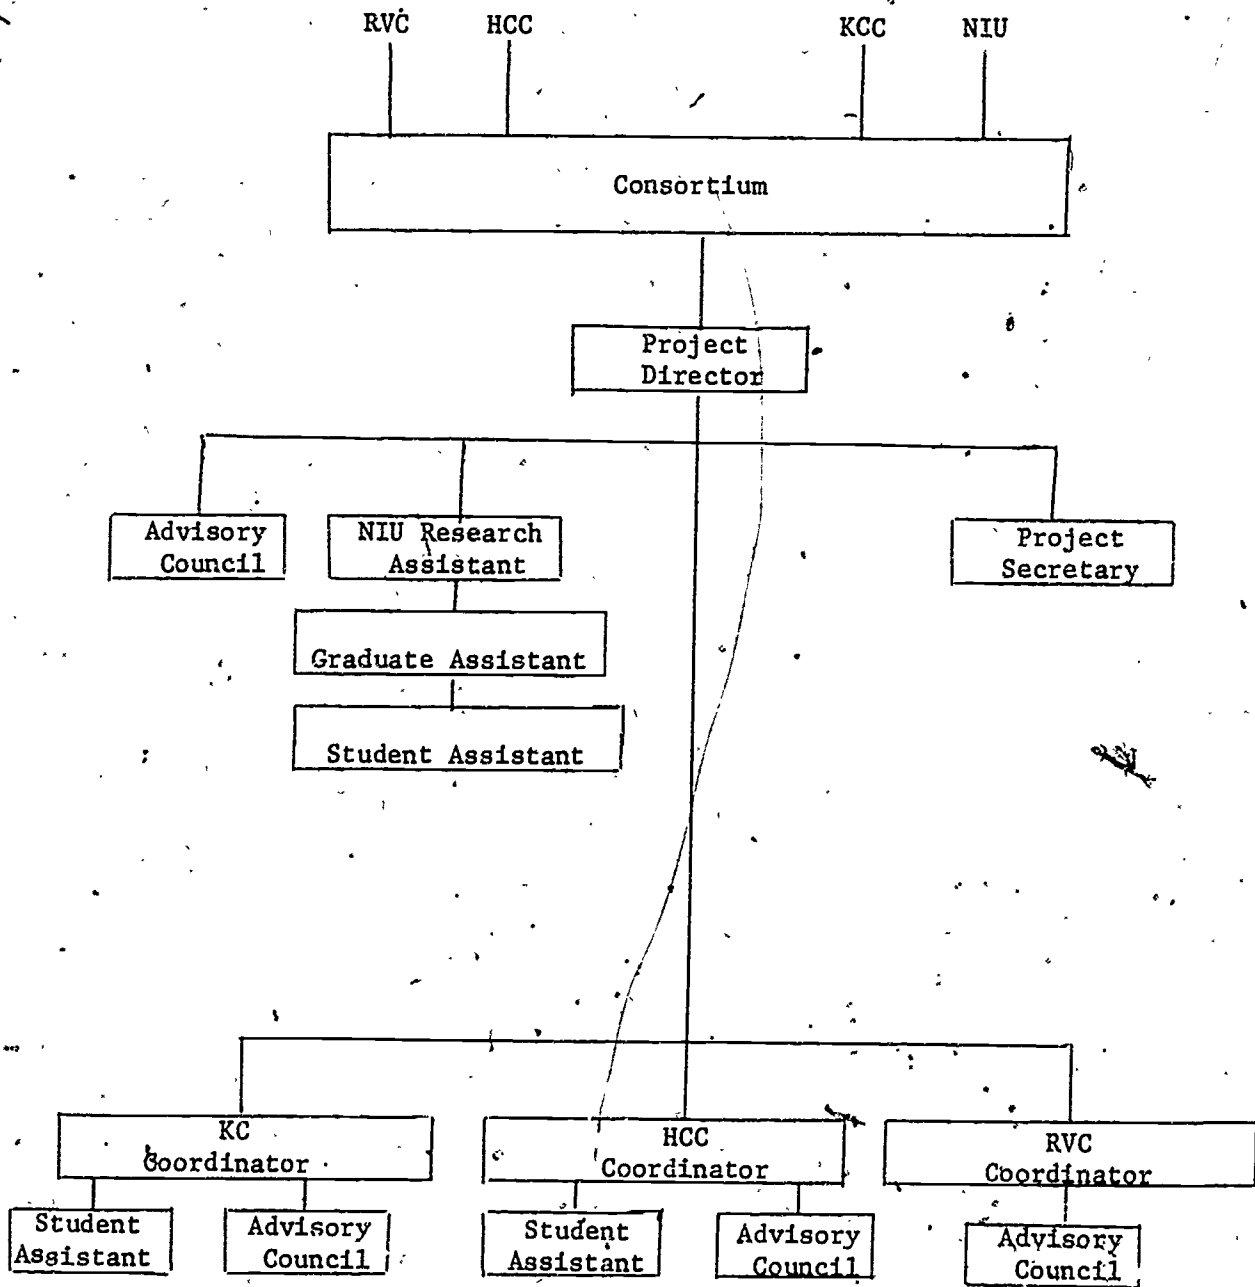 RVC HCC KCC NIU
Consortium
Project
Director
Advisory
Council
NIU Research
Assistant
Project
Secretary
Graduate Assistant
Student Assistant
KC
Coordinator
HCC
Coordinator
RVC
Coordinator
Student
Assistant
Advisory
Council
Student
Assistant
Advisory
Council
Advisory
Council